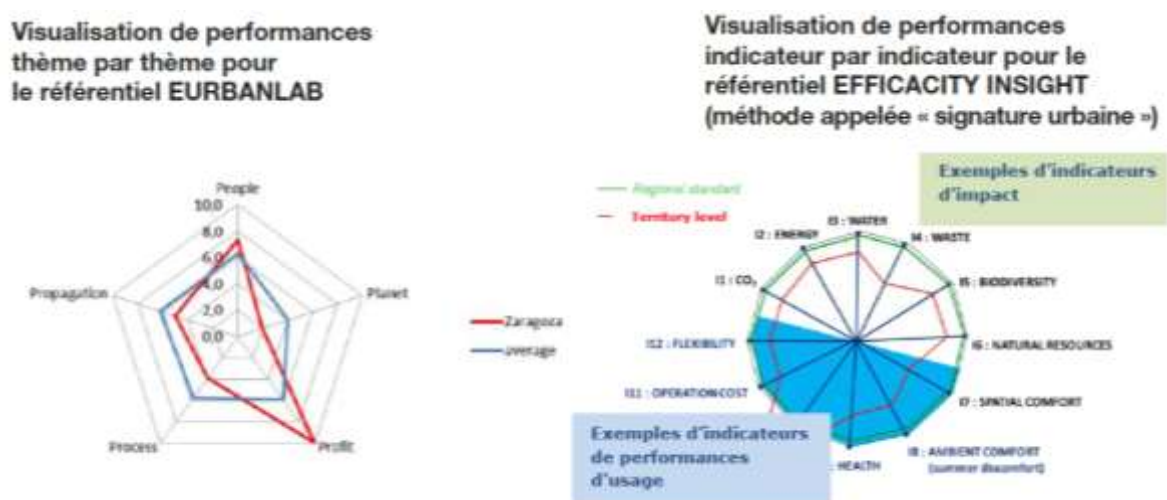 Visualisation de performances
thème par thème pour
le référentiel EURBANLAB
Visualisation de performances
indicateur par indicateur pour le
référentiel EFFICACITY INSIGHT
(méthode appelée « signature urbaine »)
People
10,0
8,0
6,0
4,0
2,0
0,0
Propagation
Planet
Process
Profit
Zaragoza
average
Exemples d'indicateurs
d'impact
Regional standard
Territory level
I3 : WATER
I2 : ENERGY
I4 : WASTE
I1 : CO₂
I5 : BIODIVERSITY
I12 : FLEXIBILITY
I6 : NATURAL RESOURCES
I11 : OPERATION COST
I7 : SPATIAL COMFORT
I8 : AMBIENT COMFORT
(summer discomfort)
: HEALTH
Exemples d'indicateurs
de performances
d'usage